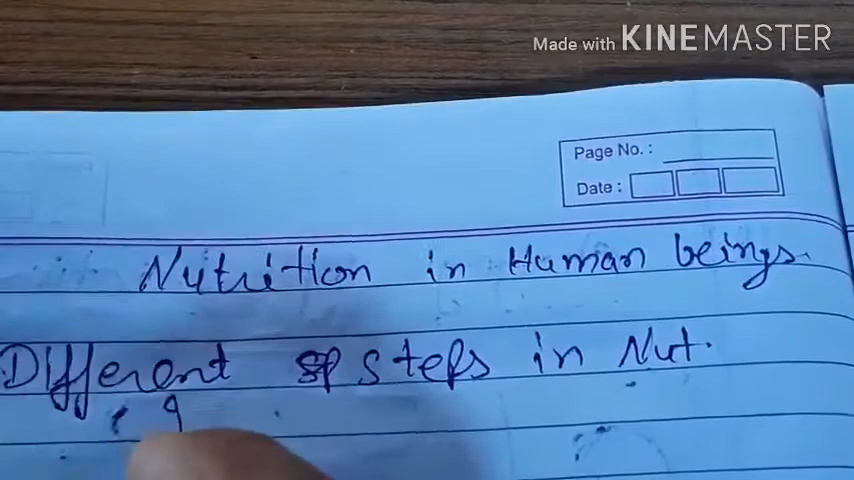 Made with KINEMASTER
Page No. :
Date :
Nutrition in Human beings.
Different steps in Nut.